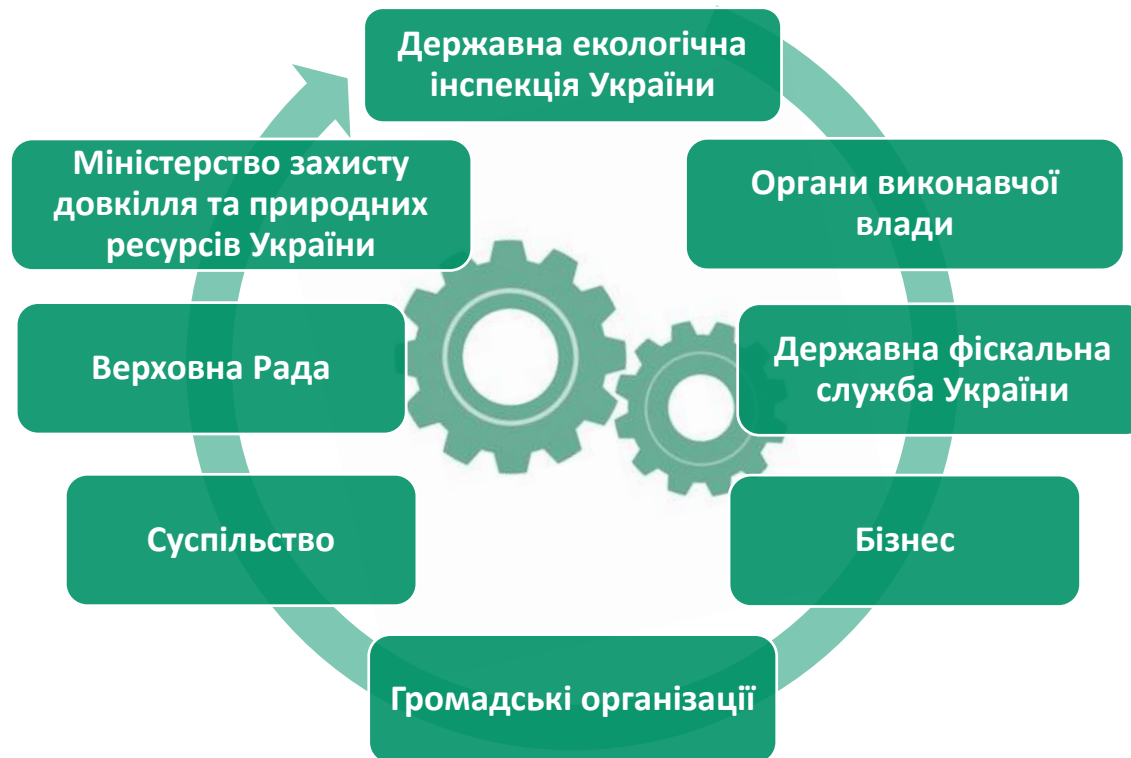 Державна екологічна
інспекція України
Органи виконавчої
влади
Державна фіскальна
служба України
Бізнес
Громадські організації
Суспільство
Верховна Рада
Міністерство захисту
довкілля та природних
ресурсів України